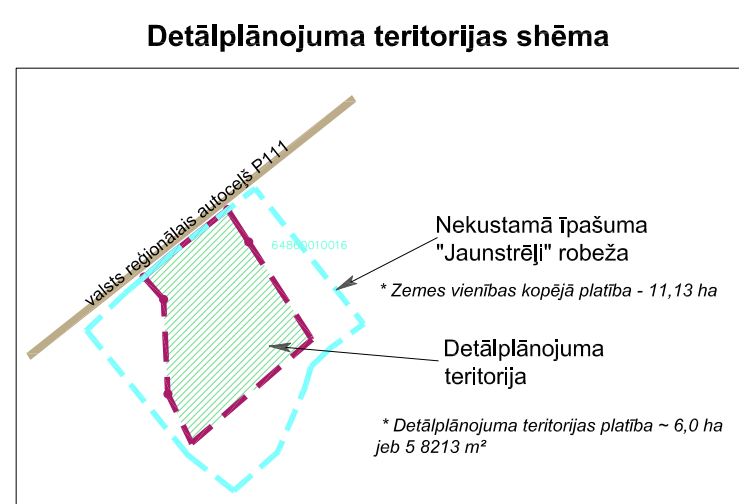 Detālplānojuma teritorijas shēma
valsts reģionālais autoceļš P111
64860010016
Nekustamā īpašuma
"Jaunstrēļi" robeža
* Zemes vienības kopējā platība - 11,13 ha
Detālplānojuma
teritorija
* Detālplānojuma teritorijas platība ~ 6,0 ha
jeb 5 8213 m²